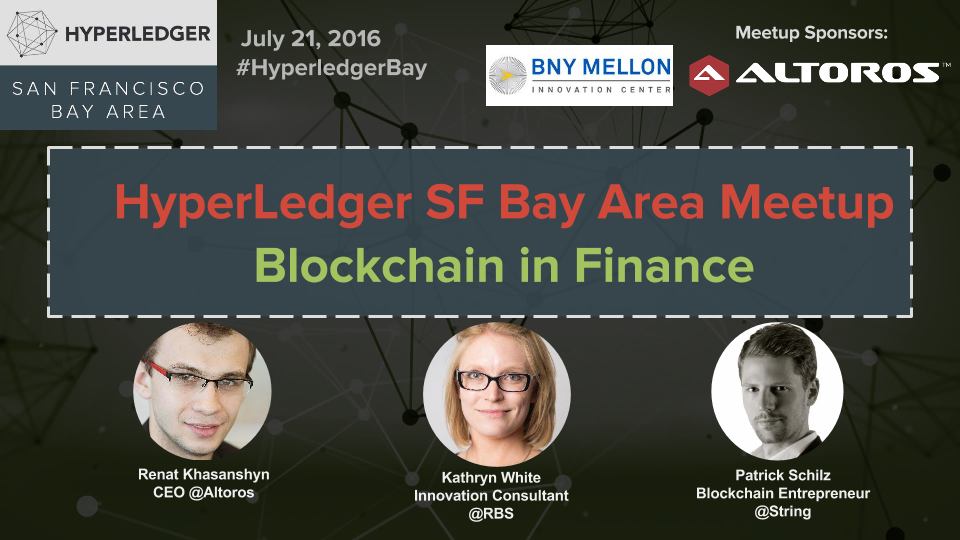 HYPERLEDGER
SAN FRANCISCO
BAY AREA
July 21, 2016
#HyperledgerBay
BNY MELLON
INNOVATION CENTER
Meetup Sponsors:
ALTOROS™
HyperLedger SF Bay Area Meetup
Blockchain in Finance
Renat Khasanshyn
CEO @Altoros
Kathryn White
Innovation Consultant
@RBS
Patrick Schilz
Blockchain Entrepreneur
@String